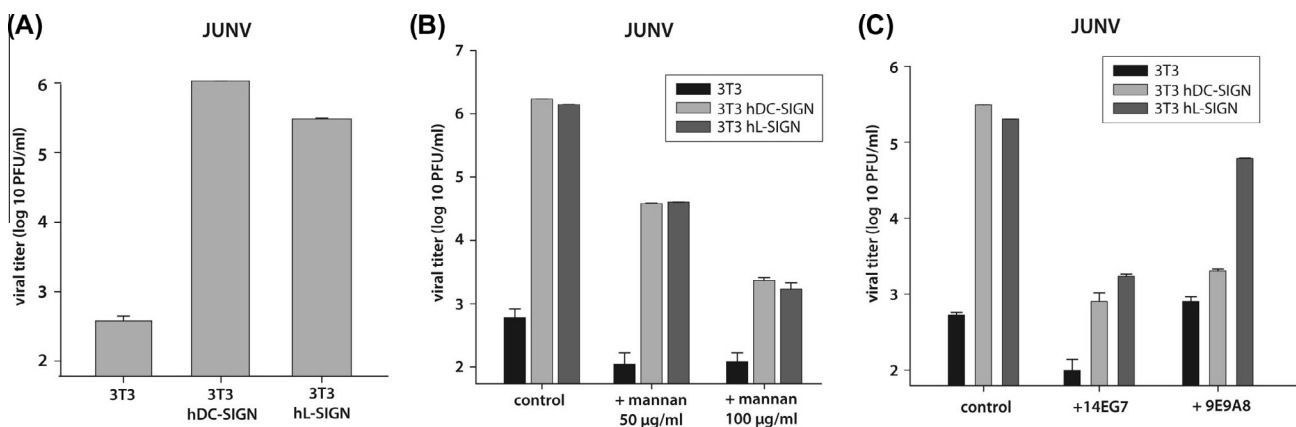 (A)
JUNV
viral titer (log 10 PFU/ml)
6
5
4
3
2
3T3
3T3
hDC-SIGN
3T3
hL-SIGN
(B)
JUNV
3T3
3T3 hDC-SIGN
3T3 hL-SIGN
viral titer (log 10 PFU/ml)
7
6
5
4
3
2
control
+ mannan
50 µg/ml
+ mannan
100 µg/ml
(C)
JUNV
3T3
3T3 hDC-SIGN
3T3 hL-SIGN
viral titer (log 10 PFU/ml)
6
5
4
3
2
control
+14EG7
+ 9E9A8